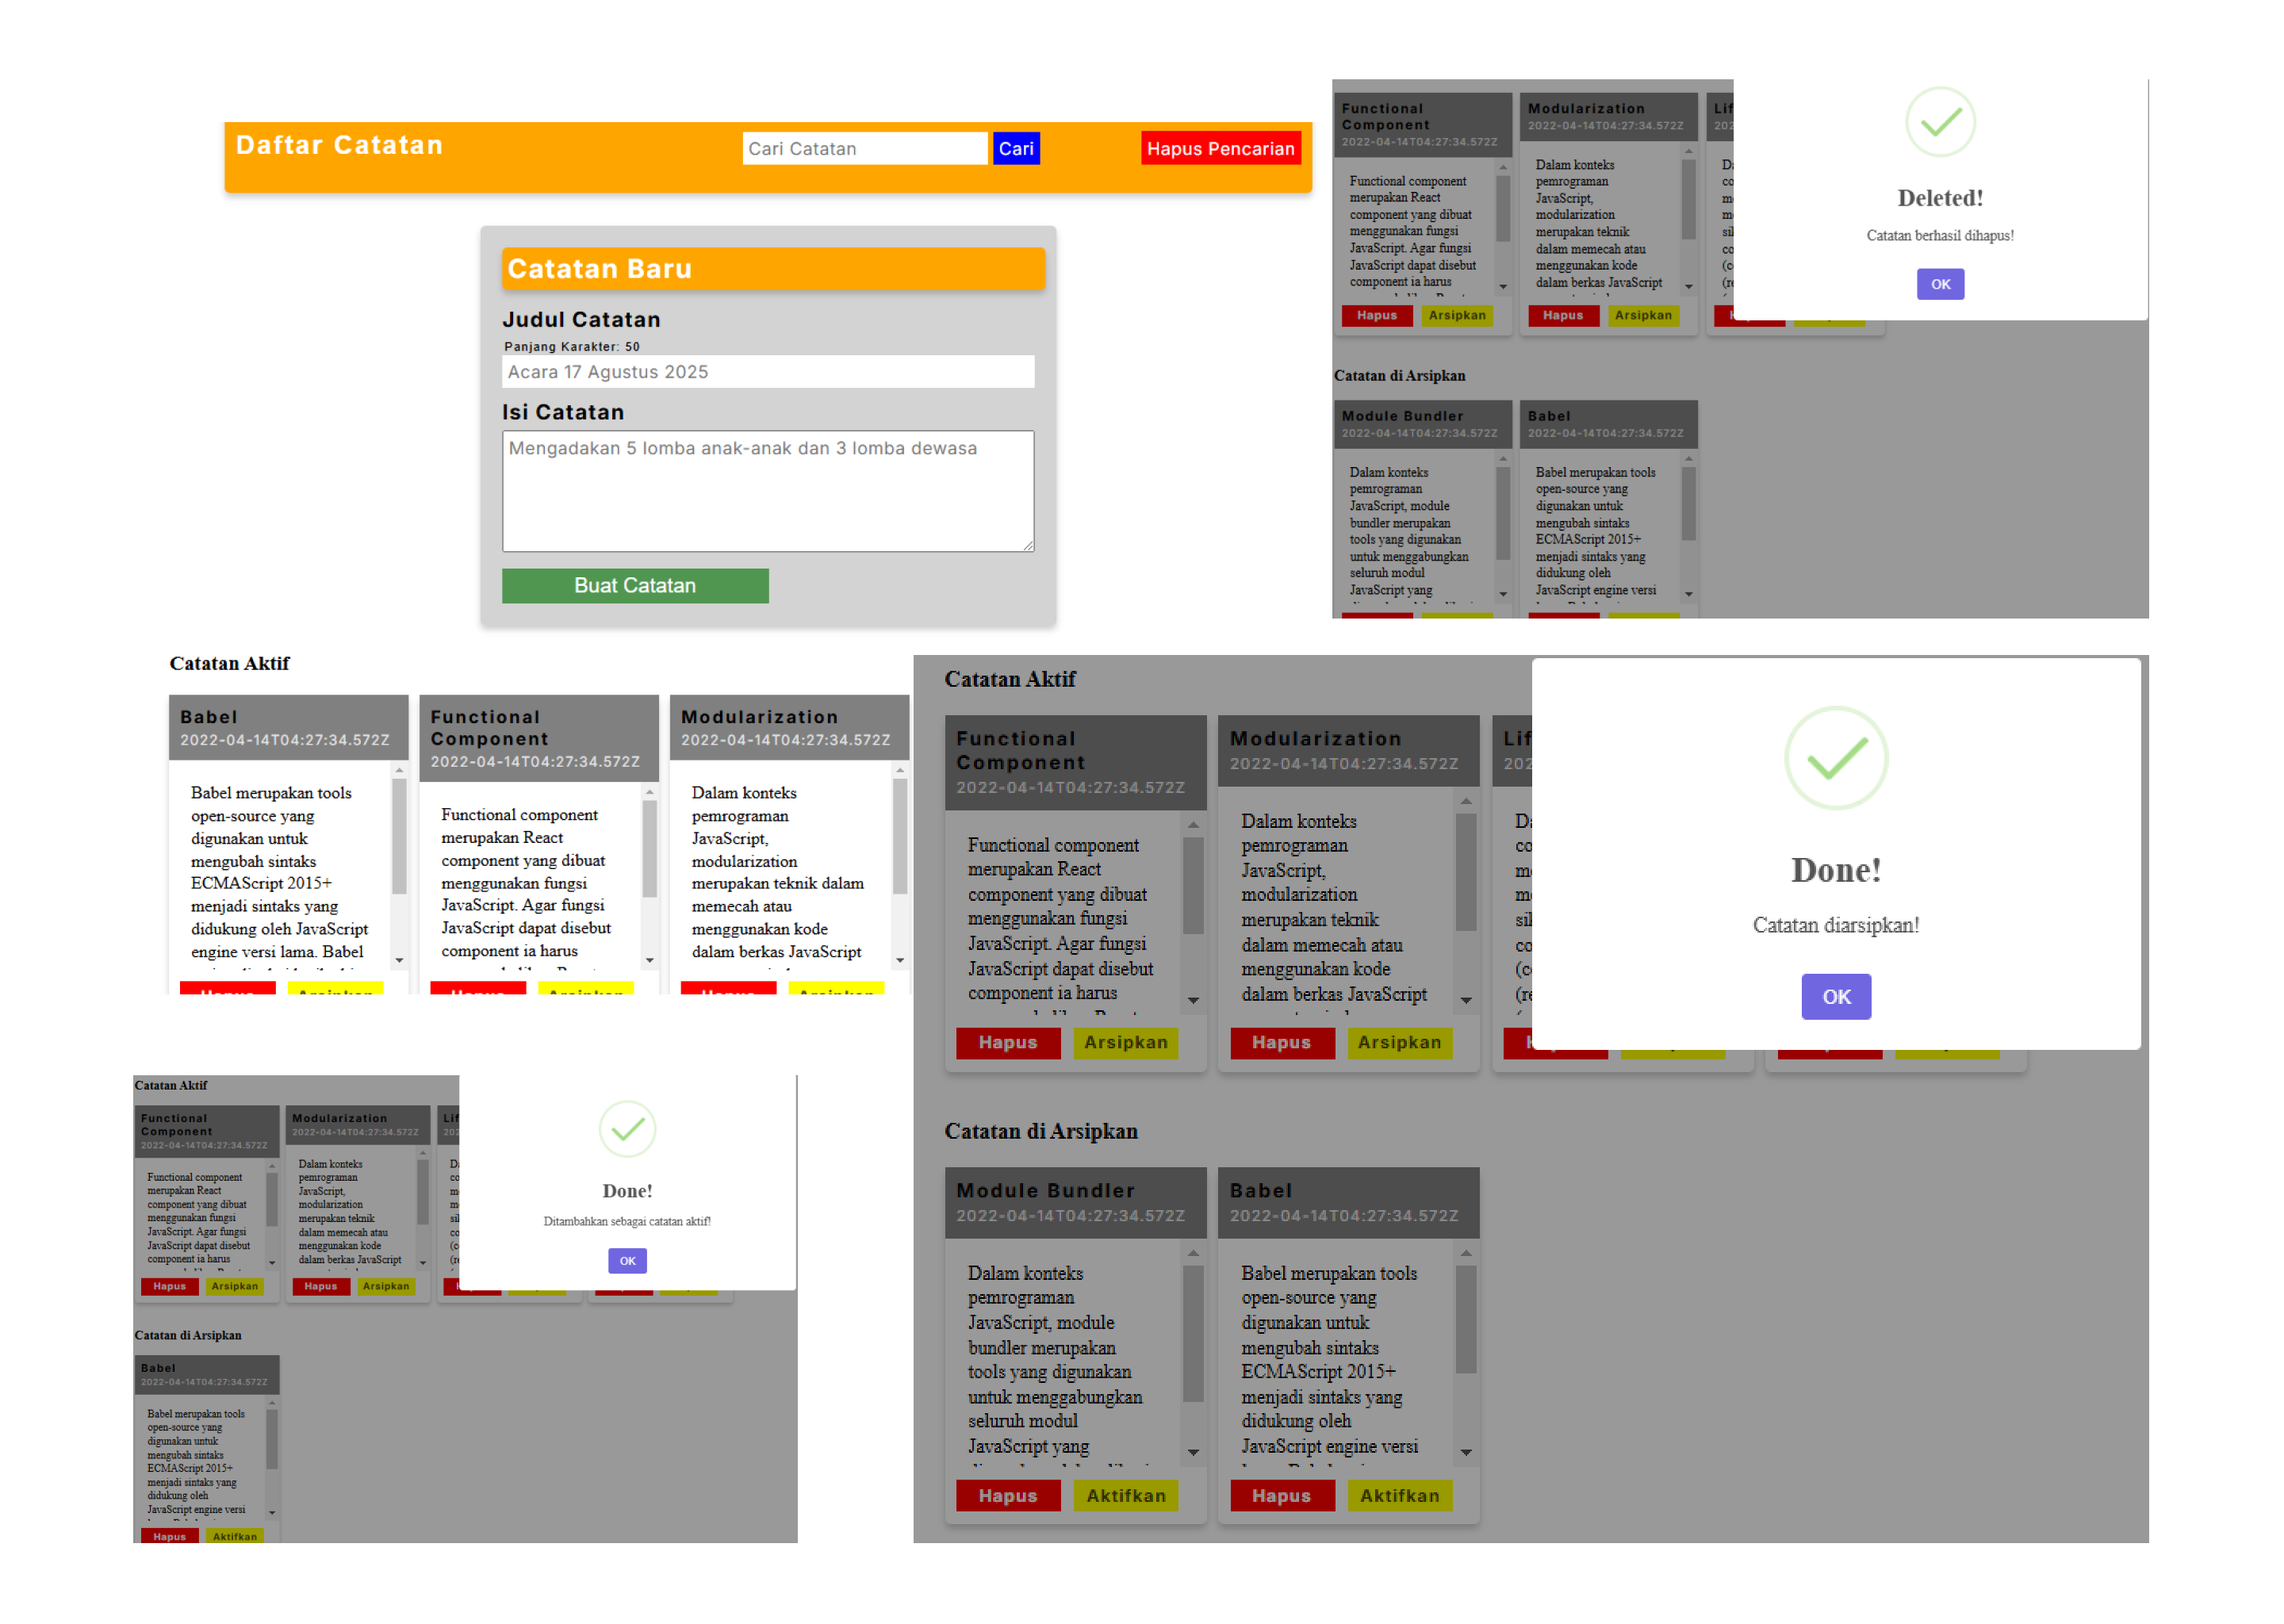 Daftar Catatan
Cari Catatan
Cari
Hapus Pencarian
Catatan Baru
Judul Catatan
Panjang Karakter: 50
Acara 17 Agustus 2025
Isi Catatan
Mengadakan 5 lomba anak-anak dan 3 lomba dewasa
Buat Catatan
Functional
Component
2022-04-14T04:27:34.572Z
Functional component
merupakan React
component yang dibuat
menggunakan fungsi
JavaScript. Agar fungsi
JavaScript dapat disebut
component ia harus
Hapus
Arsipkan
Modularization
2022-04-14T04:27:34.572Z
Dalam konteks
pemrograman
JavaScript,
modularization
merupakan teknik
dalam memecah atau
menggunakan kode
dalam berkas JavaScript
Hapus
Arsipkan
Deleted!
Catatan berhasil dihapus!
OK
Catatan di Arsipkan
Module Bundler
2022-04-14T04:27:34.572Z
Dalam konteks
pemrograman
JavaScript, module
bundler merupakan
tools yang digunakan
untuk menggabungkan
seluruh modul
JavaScript yang
Babel
2022-04-14T04:27:34.572Z
Babel merupakan tools
open-source yang
digunakan untuk
mengubah sintaks
ECMAScript 2015+
menjadi sintaks yang
didukung oleh
JavaScript engine versi
Catatan Aktif
Babel
2022-04-14T04:27:34.572Z
Babel merupakan tools
open-source yang
digunakan untuk
mengubah sintaks
ECMAScript 2015+
menjadi sintaks yang
didukung oleh JavaScript
engine versi lama. Babel
Functional
Component
2022-04-14T04:27:34.572Z
Functional component
merupakan React
component yang dibuat
menggunakan fungsi
JavaScript. Agar fungsi
JavaScript dapat disebut
component ia harus
Modularization
2022-04-14T04:27:34.572Z
Dalam konteks
pemrograman
JavaScript,
modularization
merupakan teknik dalam
memecah atau
menggunakan kode
dalam berkas JavaScript
Catatan Aktif
Functional
Component
2022-04-14T04:27:34.572Z
Functional component
merupakan React
component yang dibuat
menggunakan fungsi
JavaScript. Agar fungsi
JavaScript dapat disebut
component ia harus
Hapus
Arsipkan
Modularization
2022-04-14T04:27:34.572Z
Dalam konteks
pemrograman
JavaScript,
modularization
merupakan teknik
dalam memecah atau
menggunakan kode
dalam berkas JavaScript
Hapus
Arsipkan
Done!
Catatan diarsipkan!
OK
Catatan di Arsipkan
Module Bundler
2022-04-14T04:27:34.572Z
Dalam konteks
pemrograman
JavaScript, module
bundler merupakan
tools yang digunakan
untuk menggabungkan
seluruh modul
JavaScript yang
Hapus
Aktifkan
Babel
2022-04-14T04:27:34.572Z
Babel merupakan tools
open-source yang
digunakan untuk
mengubah sintaks
ECMAScript 2015+
menjadi sintaks yang
didukung oleh
JavaScript engine versi
Hapus
Aktifkan
Catatan Aktif
Functional
Component
2022-04-14T04:27:34.572Z
Functional component
merupakan React
component yang dibuat
menggunakan fungsi
JavaScript. Agar fungsi
JavaScript dapat disebut
component ia harus
Hapus
Arsipkan
Modularization
2022-04-14T04:27:34.572Z
Dalam konteks
pemrograman
JavaScript,
modularization
merupakan teknik
dalam memecah atau
menggunakan kode
dalam berkas JavaScript
Hapus
Arsipkan
Done!
Ditambahkan sebagai catatan aktif!
OK
Catatan di Arsipkan
Babel
2022-04-14T04:27:34.572Z
Babel merupakan tools
open-source yang
digunakan untuk
mengubah sintaks
ECMAScript 2015+
menjadi sintaks yang
didukung oleh
JavaScript engine versi
Hapus
Aktifkan